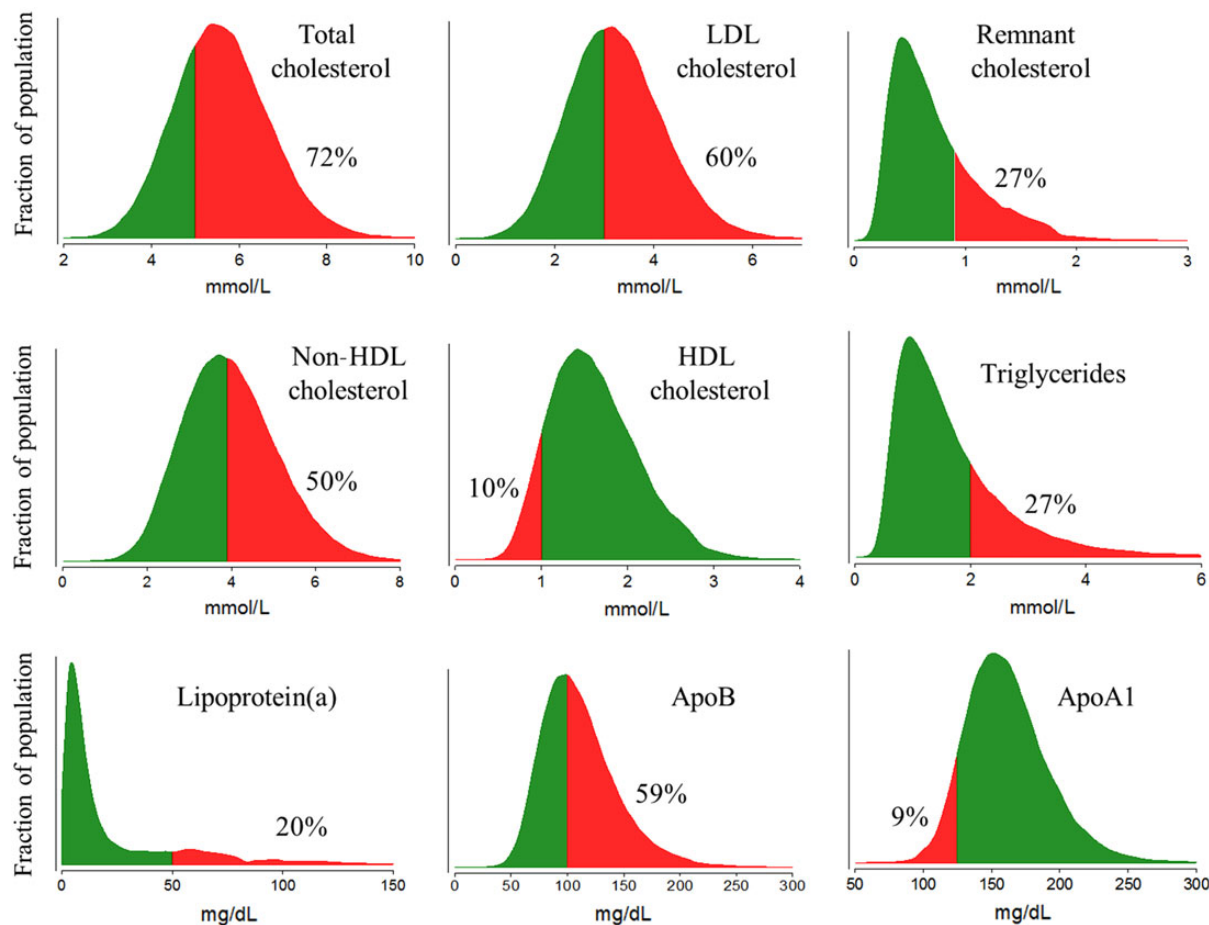 Fraction of population
Total
cholesterol
72%
2 4 6 8 10
mmol/L
LDL
cholesterol
60%
0 2 4 6
mmol/L
Remnant
cholesterol
27%
0 1 2 3
mmol/L
Fraction of population
Non-HDL
cholesterol
50%
0 2 4 6 8
mmol/L
HDL
cholesterol
10%
0 1 2 3 4
mmol/L
Triglycerides
27%
0 2 4 6
mmol/L
Fraction of population
Lipoprotein(a)
20%
0 50 100 150
mg/dL
ApoB
59%
0 50 100 150 200 250 300
mg/dL
ApoA1
9%
50 100 150 200 250 300
mg/dL